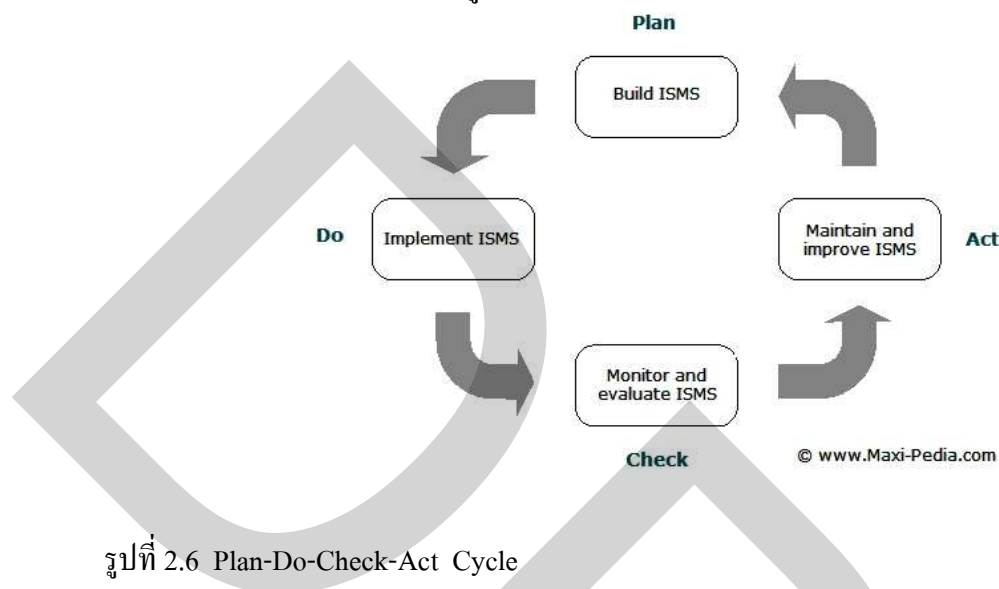 Plan
Build ISMS
Do
Implement ISMS
Maintain and
improve ISMS
Act
Monitor and
evaluate ISMS
Check
© www.Maxi-Pedia.com
รูปที่ 2.6 Plan-Do-Check-Act Cycle